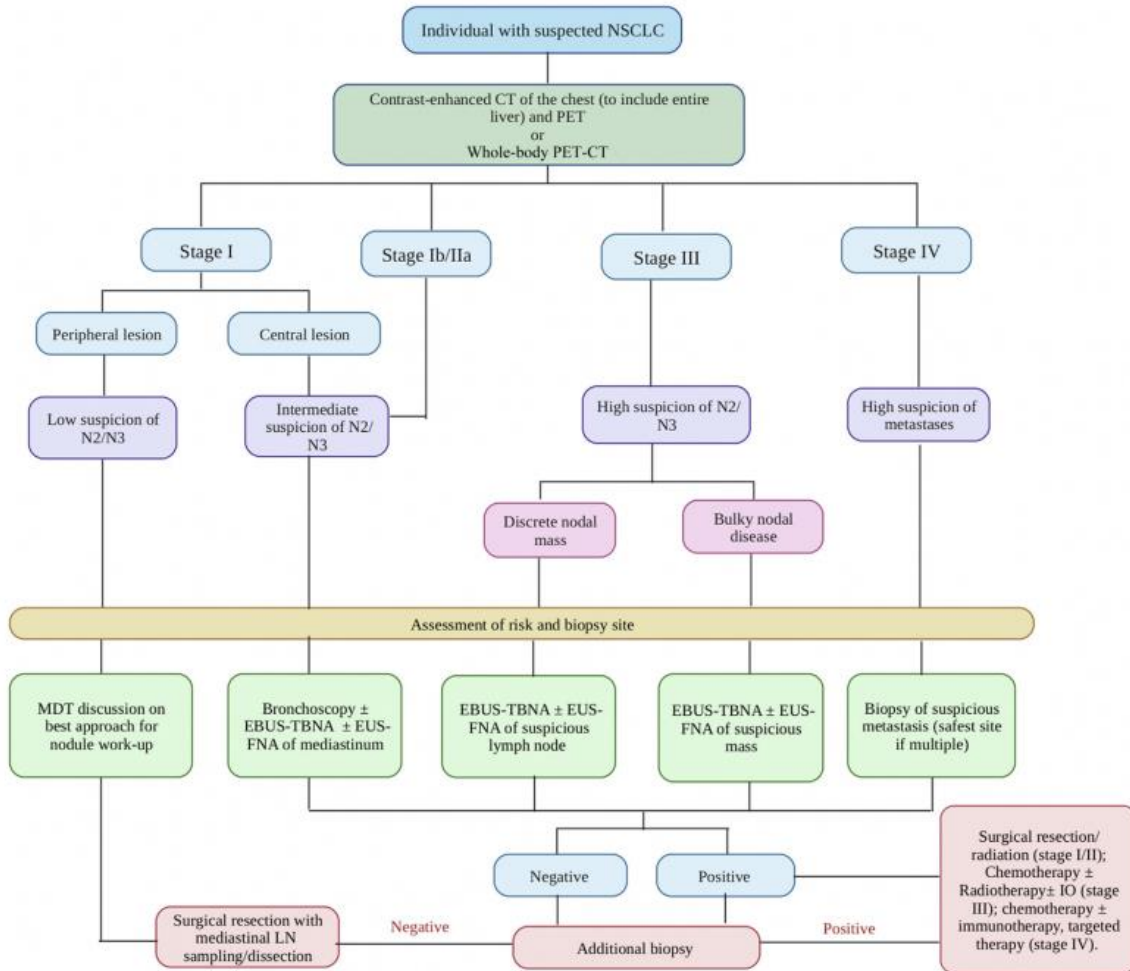 Individual with suspected NSCLC
Contrast-enhanced CT of the chest (to include entire
liver) and PET
or
Whole-body PET-CT
Stage I
Stage Ib/IIa
Stage III
Stage IV
Peripheral lesion
Central lesion
Low suspicion of
N2/N3
Intermediate
suspicion of N2/
N3
High suspicion of N2/
N3
High suspicion of
metastases
Discrete nodal
mass
Bulky nodal
disease
Assessment of risk and biopsy site
MDT discussion on
best approach for
nodule work-up
Bronchoscopy ±
EBUS-TBNA ± EUS-
FNA of mediastinum
EBUS-TBNA ± EUS-
FNA of suspicious
lymph node
EBUS-TBNA ± EUS-
FNA of suspicious
mass
Biopsy of suspicious
metastasis (safest site
if multiple)
Negative
Positive
Surgical resection/
radiation (stage I/II);
Chemotherapy ±
Radiotherapy± IO (stage
III); chemotherapy ±
immunotherapy, targeted
therapy (stage IV).
Surgical resection with
mediastinal LN
sampling/dissection
Negative
Additional biopsy
Positive